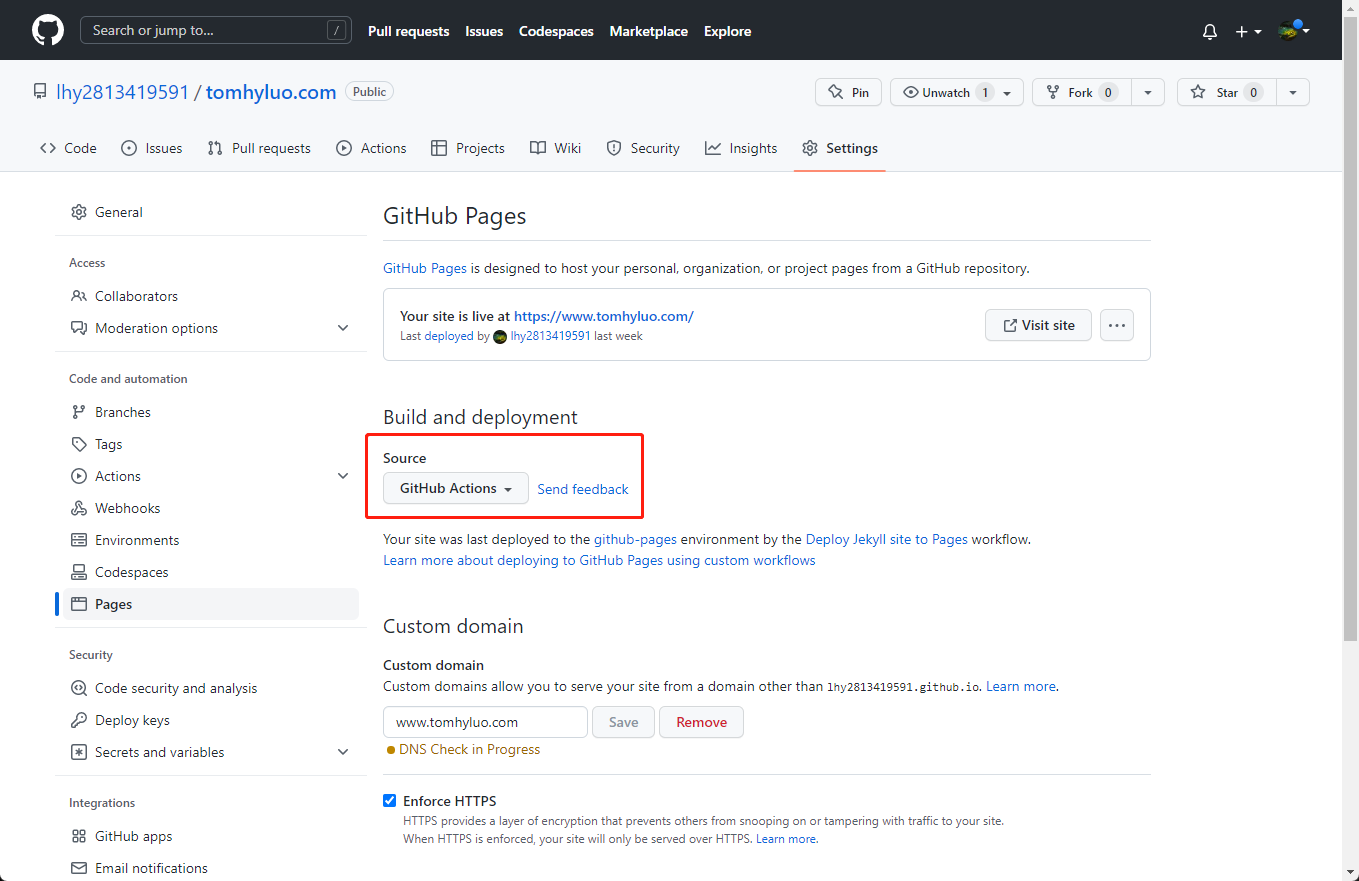 Search or jump to... /
Pull requests Issues Codespaces Marketplace Explore
lhy2813419591 / tomhyluo.com Public
Pin
Unwatch 1
Fork 0
Star 0
Code Issues Pull requests Actions Projects Wiki Security Insights Settings
General
Access
Collaborators
Moderation options
Code and automation
Branches
Tags
Actions
Webhooks
Environments
Codespaces
Pages
Security
Code security and analysis
Deploy keys
Secrets and variables
Integrations
GitHub apps
Email notifications
GitHub Pages
GitHub Pages is designed to host your personal, organization, or project pages from a GitHub repository.
Your site is live at https://www.tomhyluo.com/
Last deployed by lhy2813419591 last week
Visit site
Build and deployment
Source
GitHub Actions Send feedback
Your site was last deployed to the github-pages environment by the Deploy Jekyll site to Pages workflow.
Learn more about deploying to GitHub Pages using custom workflows
Custom domain
Custom domain
Custom domains allow you to serve your site from a domain other than lhy2813419591.github.io. Learn more.
www.tomhyluo.com Save Remove
DNS Check in Progress
Enforce HTTPS
HTTPS provides a layer of encryption that prevents others from snooping on or tampering with traffic to your site.
When HTTPS is enforced, your site will only be served over HTTPS. Learn more.